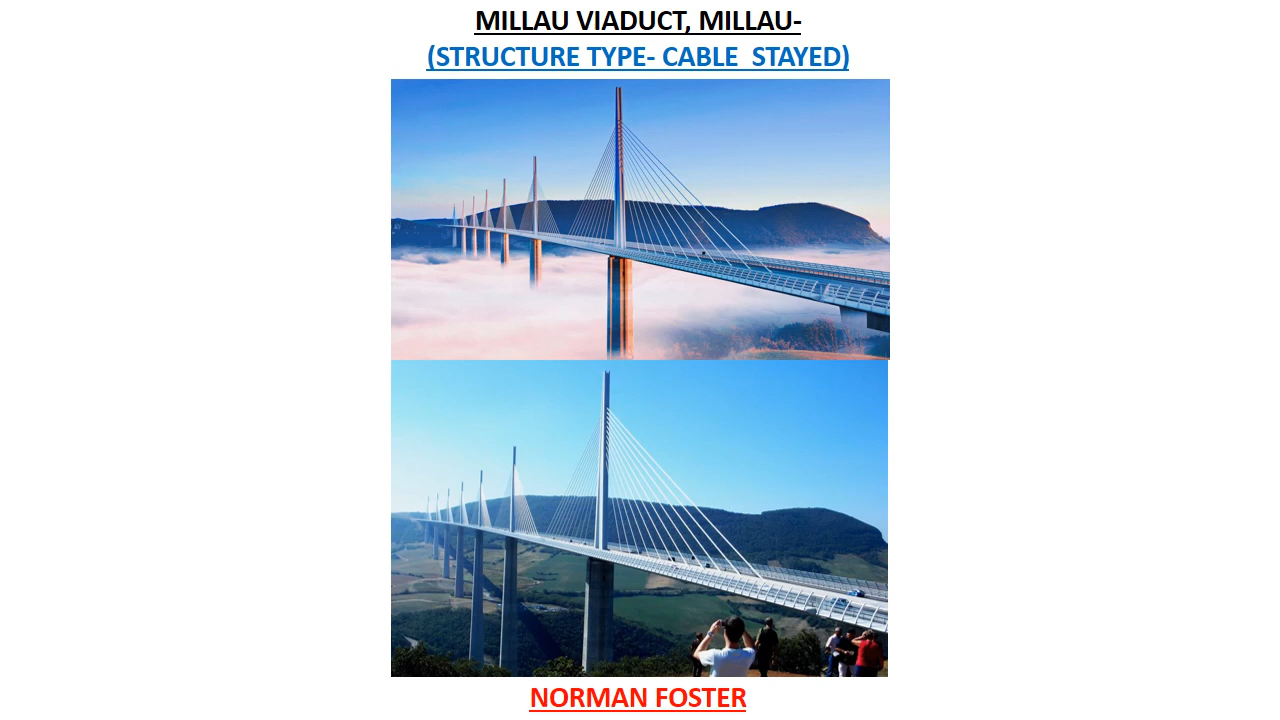 MILLAU VIADUCT, MILLAU-
(STRUCTURE TYPE- CABLE  STAYED)
NORMAN FOSTER